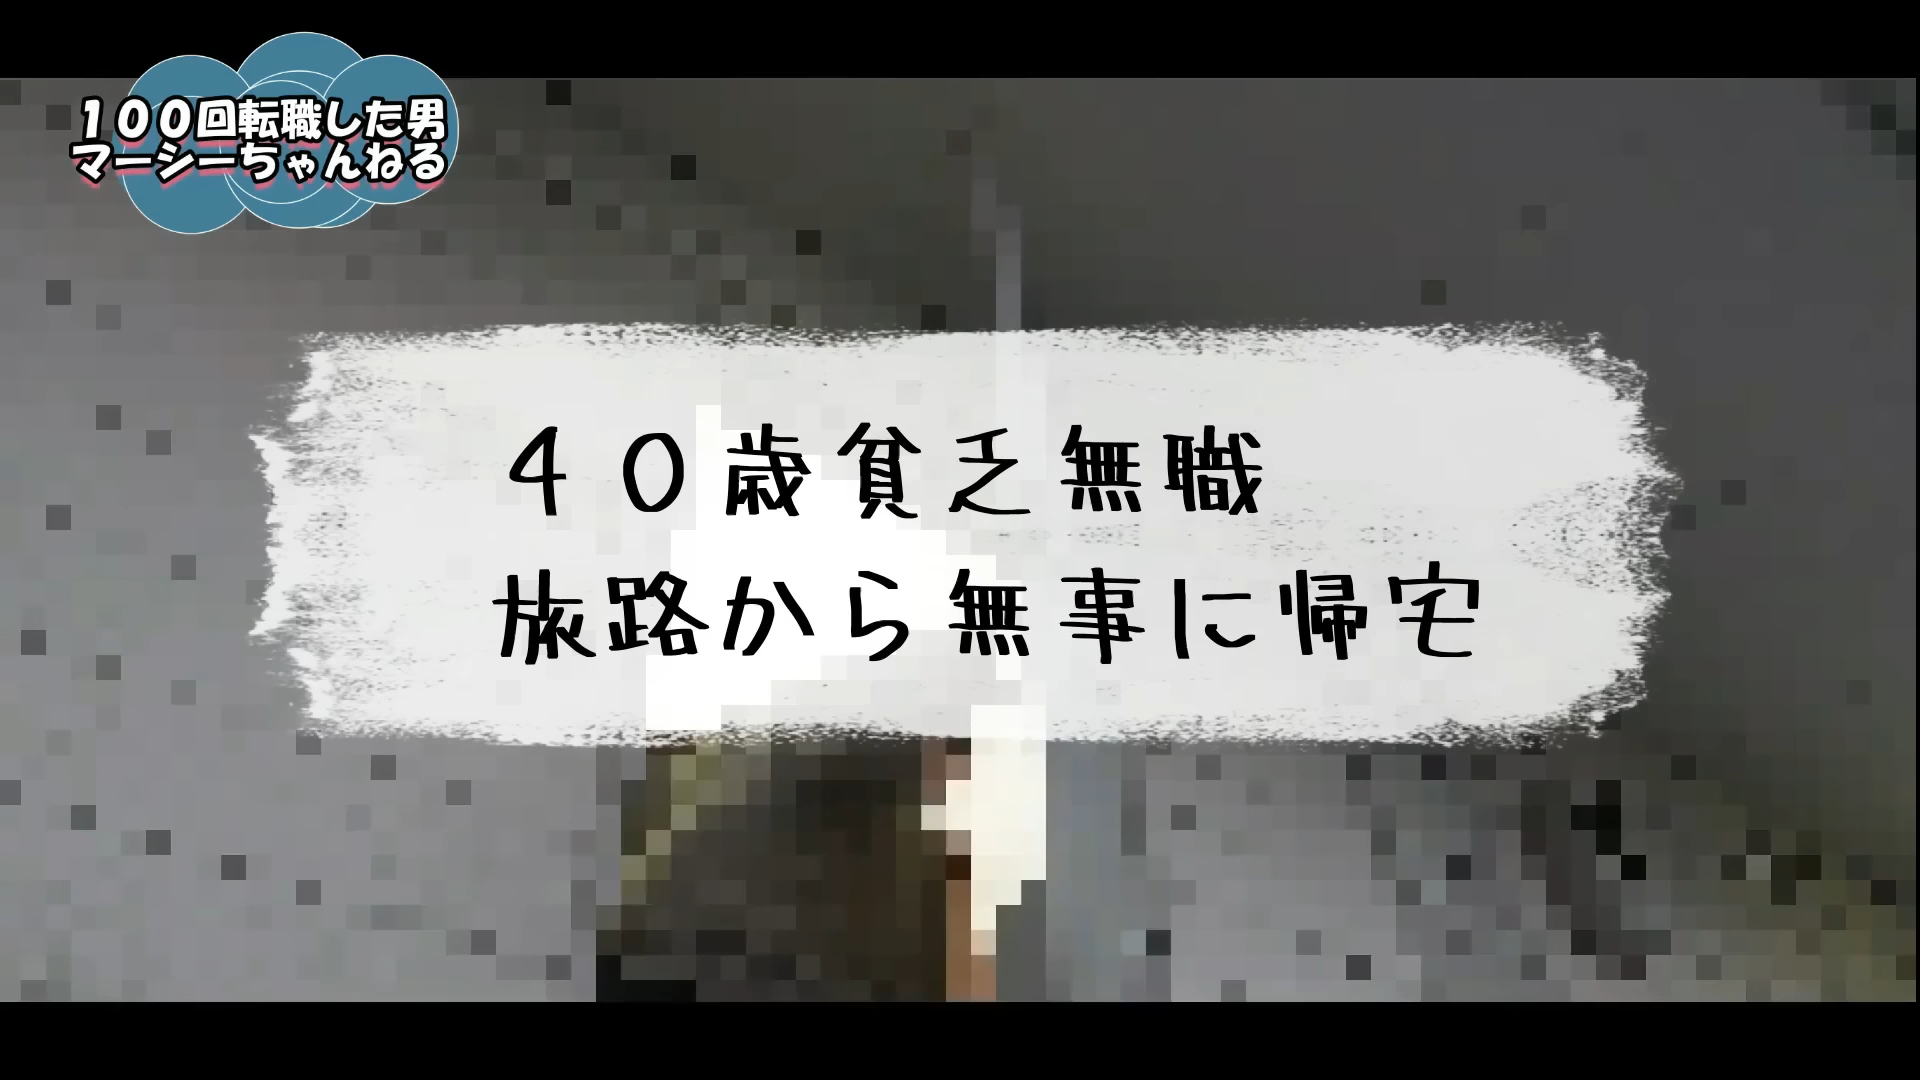 １００回転職した男
マーシーちゃんねる
４０歳貧乏無職
旅路から無事に帰宅